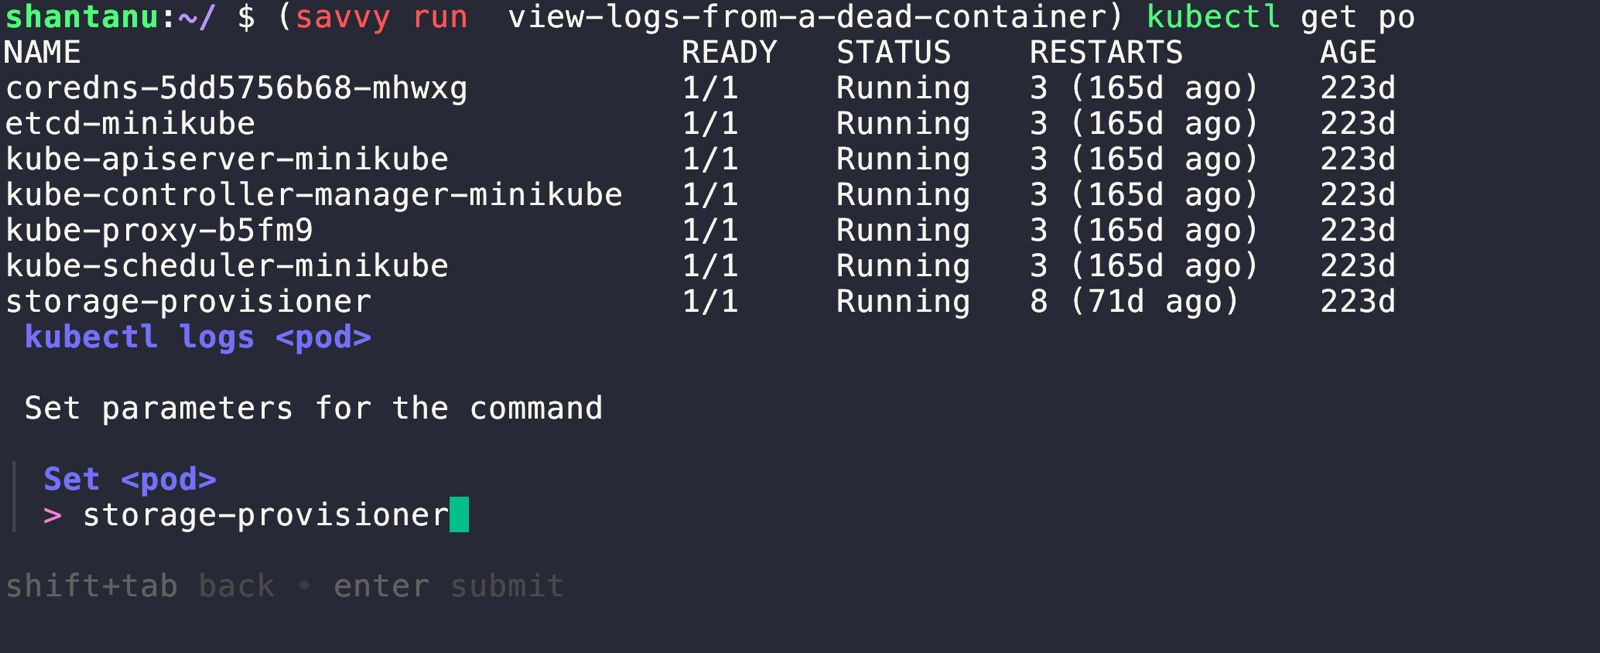 shantanu:~/ $ (savvy run  view-logs-from-a-dead-container) kubectl get po
NAME                               READY   STATUS    RESTARTS       AGE
coredns-5dd5756b68-mhwxg           1/1     Running   3 (165d ago)   223d
etcd-minikube                      1/1     Running   3 (165d ago)   223d
kube-apiserver-minikube            1/1     Running   3 (165d ago)   223d
kube-controller-manager-minikube   1/1     Running   3 (165d ago)   223d
kube-proxy-b5fm9                   1/1     Running   3 (165d ago)   223d
kube-scheduler-minikube            1/1     Running   3 (165d ago)   223d
storage-provisioner                1/1     Running   8 (71d ago)    223d
kubectl logs <pod>
Set parameters for the command
Set <pod>
> storage-provisioner
shift+tab back • enter submit